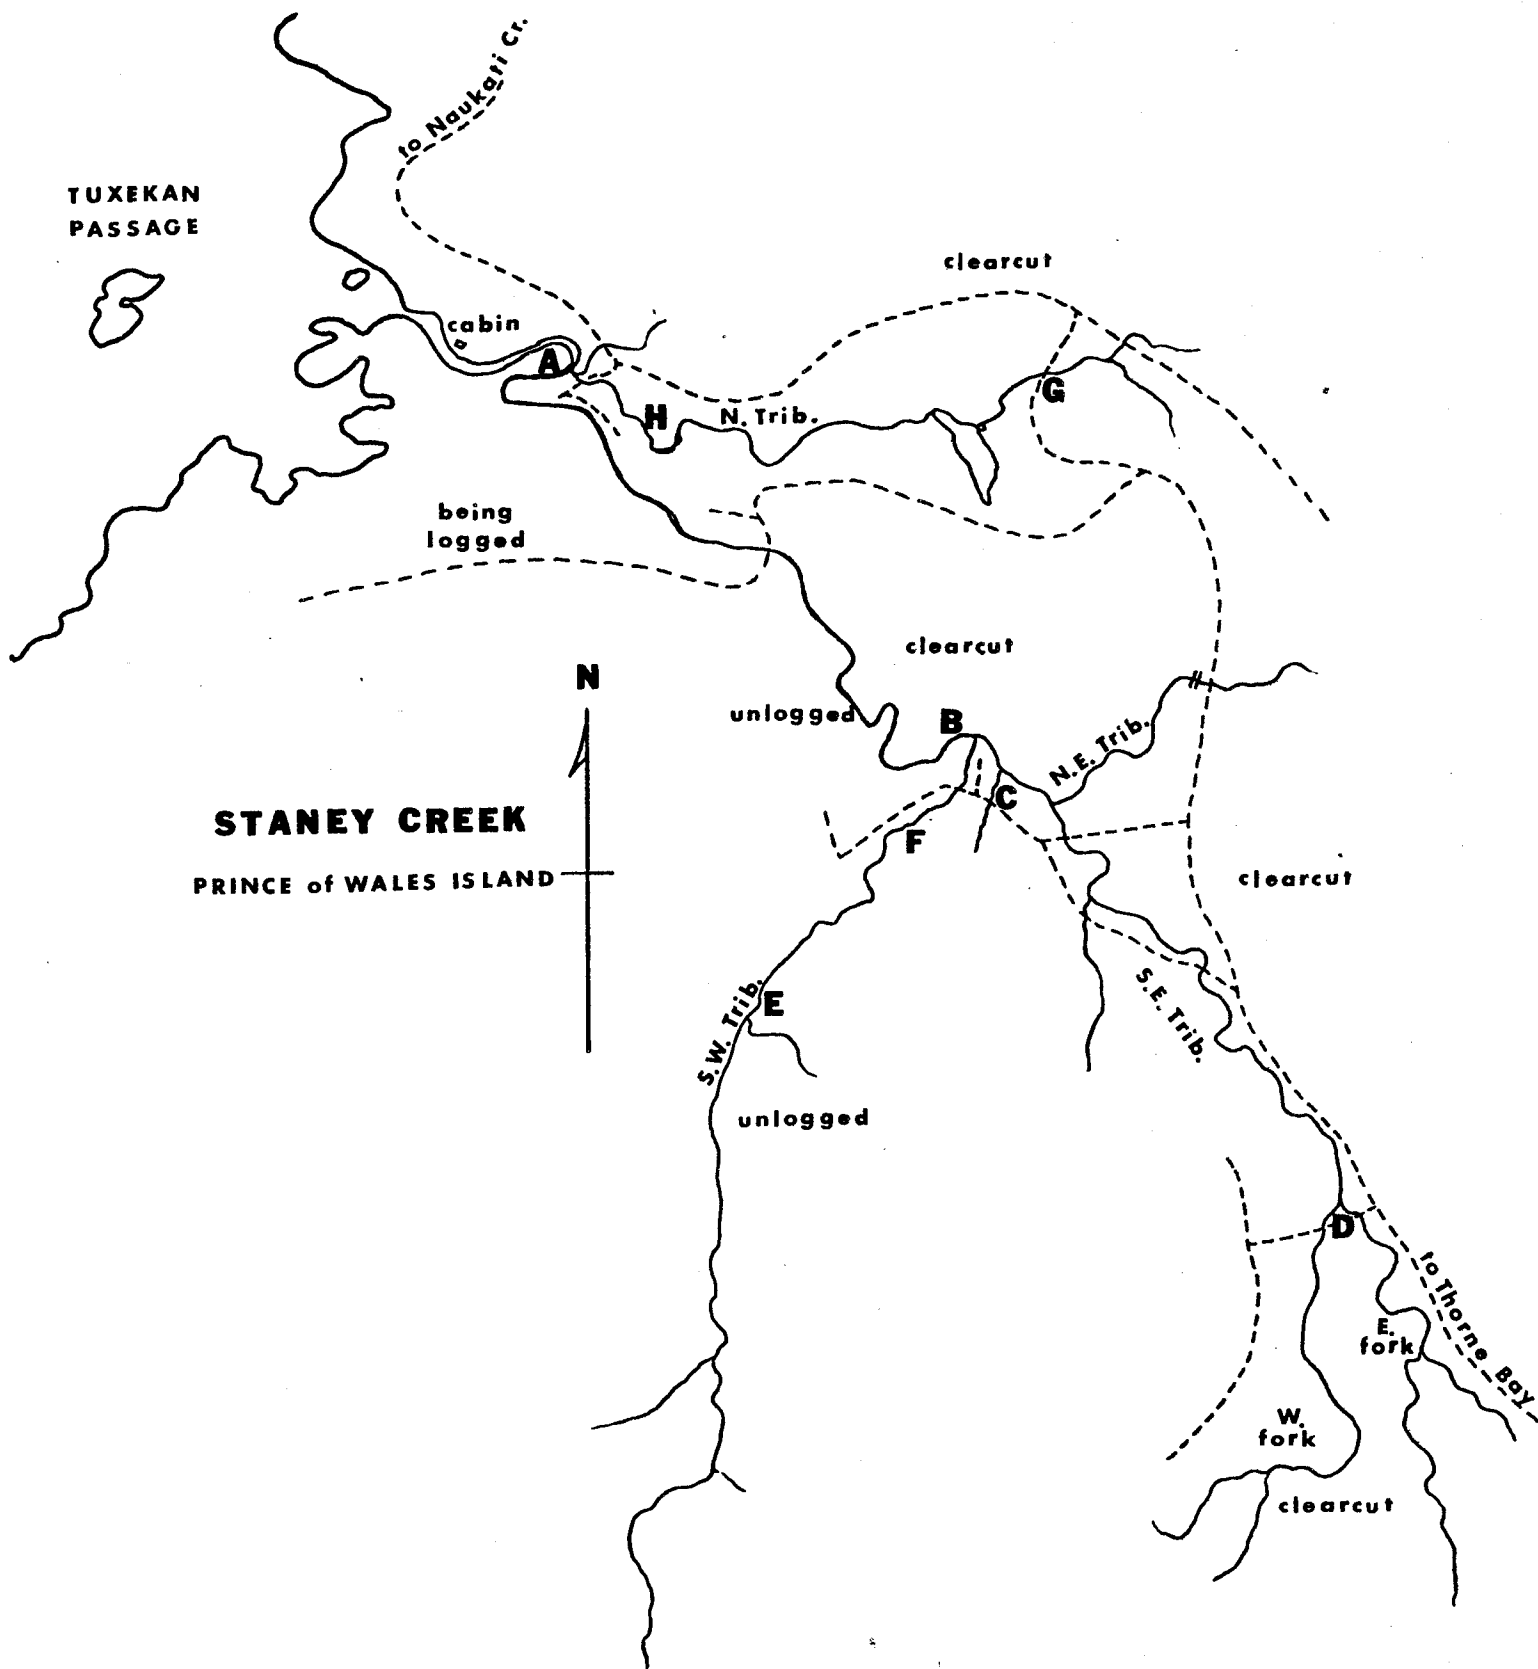 to Naukati Cr.
TUXEKAN
PASSAGE
clearcut
cabin
A
G
H
N. Trib.
being
logged
clearcut
N
unlogged
B
N.E. Trib.
C
STANEY CREEK
F
PRINCE of WALES ISLAND
clearcut
S.W. Trib.
E
S.E. Trib.
unlogged
D
to Thorne Bay
E.
fork
W.
fork
clearcut